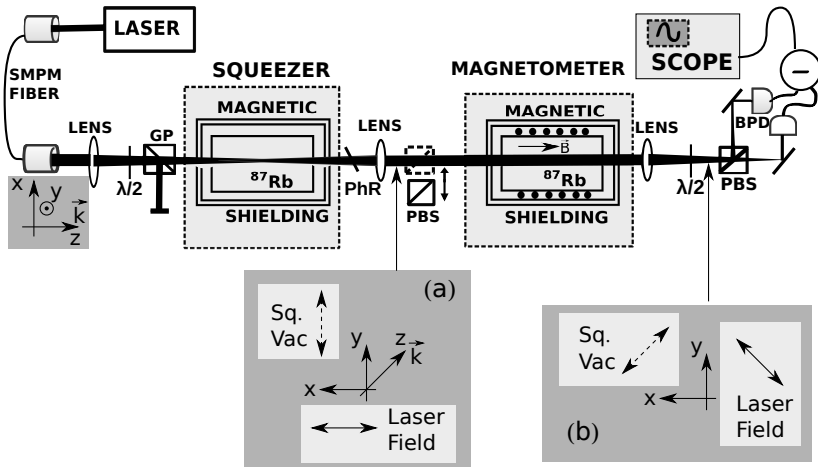 LASER
SMPM
FIBER
LENS
λ/2
GP
x
y
k
z
SQUEEZER
MAGNETIC
⁸⁷Rb
SHIELDING
PhR
LENS
PBS
MAGNETOMETER
MAGNETIC
B
⁸⁷Rb
SHIELDING
LENS
λ/2
PBS
BPD
SCOPE
−
(a)
Sq.
Vac
y
z
k
x
Laser
Field
(b)
Sq.
Vac
y
x
Laser
Field